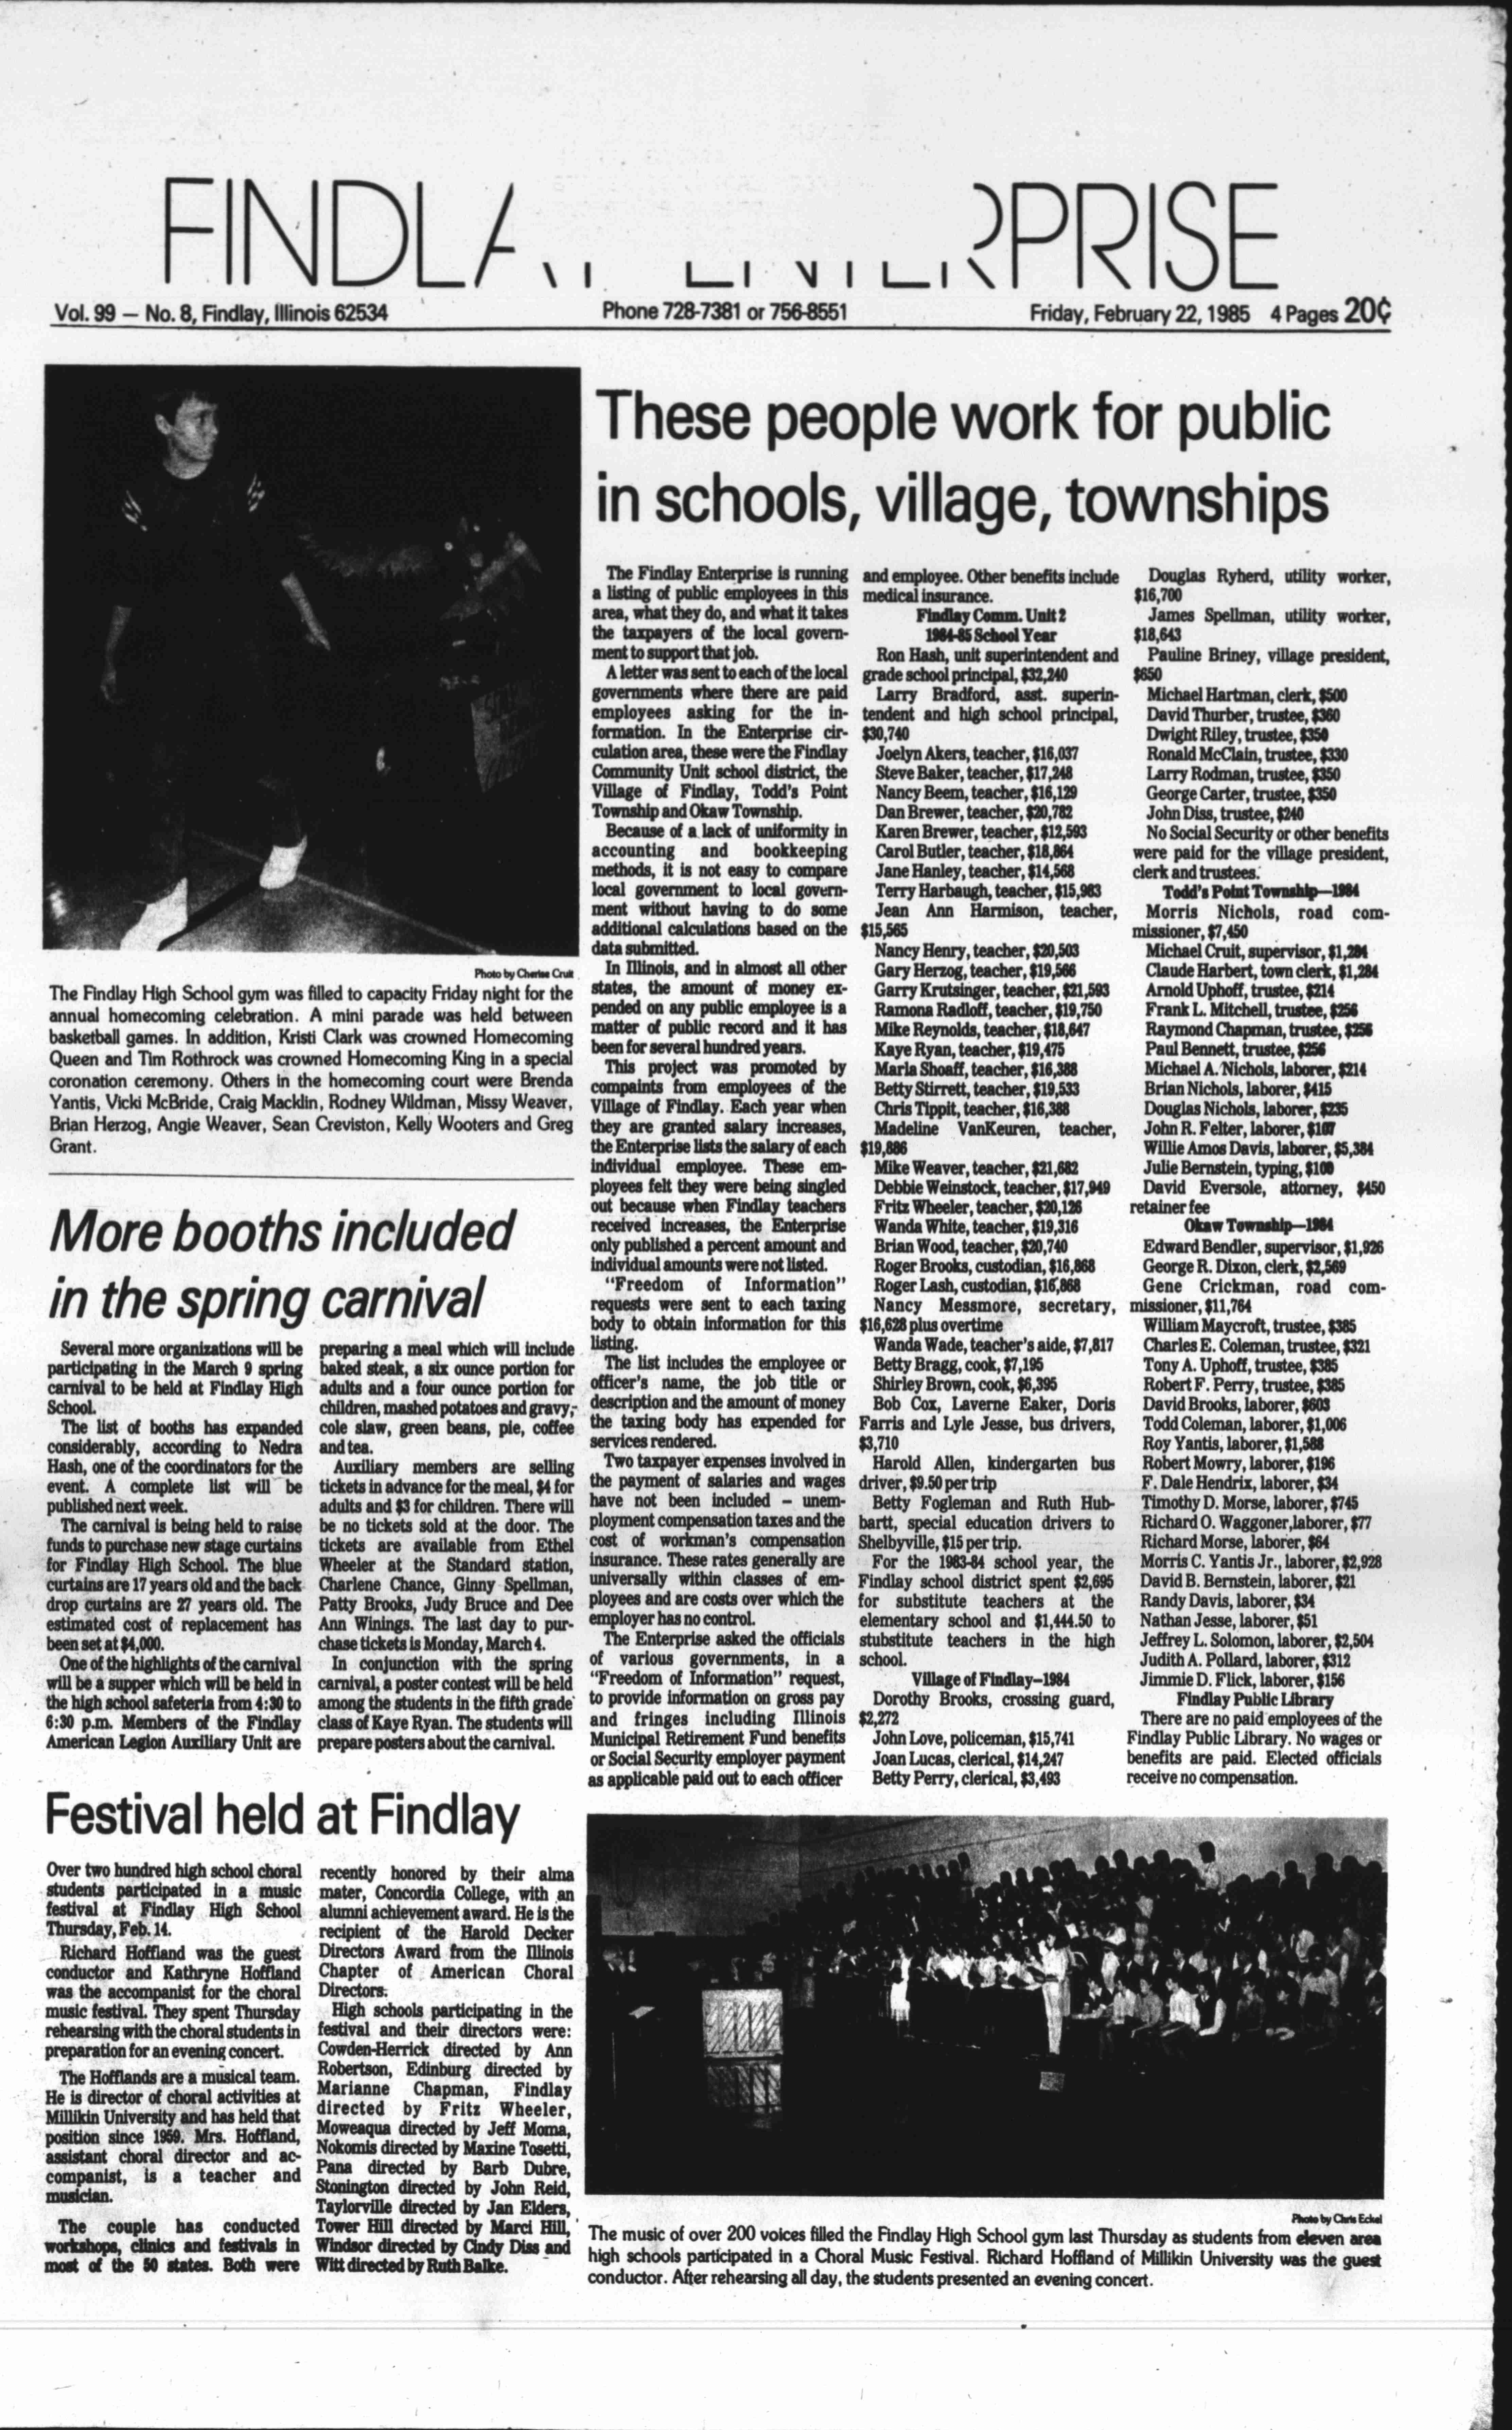 FINDLAY ENTERPRISE
Vol. 99 — No. 8, Findlay, Illinois 62534
Phone 728-7381 or 756-8551
Friday, February 22, 1985 4 Pages 20¢
Photo by Cherise Cruit
The Findlay High School gym was filled to capacity Friday night for the
annual homecoming celebration. A mini parade was held between
basketball games. In addition, Kristi Clark was crowned Homecoming
Queen and Tim Rothrock was crowned Homecoming King in a special
coronation ceremony. Others in the homecoming court were Brenda
Yantis, Vicki McBride, Craig Macklin, Rodney Wildman, Missy Weaver,
Brian Herzog, Angie Weaver, Sean Creviston, Kelly Wooters and Greg
Grant.
More booths included
in the spring carnival
Several more organizations will be
participating in the March 9 spring
carnival to be held at Findlay High
School.
The list of booths has expanded
considerably, according to Nedra
Hash, one of the coordinators for the
event. A complete list will be
published next week.
The carnival is being held to raise
funds to purchase new stage curtains
for Findlay High School. The blue
curtains are 17 years old and the back
drop curtains are 27 years old. The
estimated cost of replacement has
been set at $4,000.
One of the highlights of the carnival
will be a supper which will be held in
the high school safeteria from 4:30 to
6:30 p.m. Members of the Findlay
American Legion Auxiliary Unit are
preparing a meal which will include
baked steak, a six ounce portion for
adults and a four ounce portion for
children, mashed potatoes and gravy,
cole slaw, green beans, pie, coffee
and tea.
Auxiliary members are selling
tickets in advance for the meal, $4 for
adults and $3 for children. There will
be no tickets sold at the door. The
tickets are available from Ethel
Wheeler at the Standard station,
Charlene Chance, Ginny Spellman,
Patty Brooks, Judy Bruce and Dee
Ann Winings. The last day to pur-
chase tickets is Monday, March 4.
In conjunction with the spring
carnival, a poster contest will be held
among the students in the fifth grade
class of Kaye Ryan. The students will
prepare posters about the carnival.
Festival held at Findlay
Over two hundred high school choral
students participated in a music
festival at Findlay High School
Thursday, Feb. 14.
Richard Hoffland was the guest
conductor and Kathryne Hoffland
was the accompanist for the choral
music festival. They spent Thursday
rehearsing with the choral students in
preparation for an evening concert.
The Hofflands are a musical team.
He is director of choral activities at
Millikin University and has held that
position since 1959. Mrs. Hoffland,
assistant choral director and ac-
companist, is a teacher and
musician.
The couple has conducted
workshops, clinics and festivals in
most of the 50 states. Both were
recently honored by their alma
mater, Concordia College, with an
alumni achievement award. He is the
recipient of the Harold Decker
Directors Award from the Illinois
Chapter of American Choral
Directors.
High schools participating in the
festival and their directors were:
Cowden-Herrick directed by Ann
Robertson, Edinburg directed by
Marianne Chapman, Findlay
directed by Fritz Wheeler,
Moweaqua directed by Jeff Moma,
Nokomis directed by Maxine Tosetti,
Pana directed by Barb Dubre,
Stonington directed by John Reid,
Taylorville directed by Jan Elders,
Tower Hill directed by Marci Hill,
Windsor directed by Cindy Diss and
Witt directed by Ruth Balke.
These people work for public
in schools, village, townships
The Findlay Enterprise is running
a listing of public employees in this
area, what they do, and what it takes
the taxpayers of the local govern-
ment to support that job.
A letter was sent to each of the local
governments where there are paid
employees asking for the in-
formation. In the Enterprise cir-
culation area, these were the Findlay
Community Unit school district, the
Village of Findlay, Todd's Point
Township and Okaw Township.
Because of a lack of uniformity in
accounting and bookkeeping
methods, it is not easy to compare
local government to local govern-
ment without having to do some
additional calculations based on the
data submitted.
In Illinois, and in almost all other
states, the amount of money ex-
pended on any public employee is a
matter of public record and it has
been for several hundred years.
This project was promoted by
compaints from employees of the
Village of Findlay. Each year when
they are granted salary increases,
the Enterprise lists the salary of each
individual employee. These em-
ployees felt they were being singled
out because when Findlay teachers
received increases, the Enterprise
only published a percent amount and
individual amounts were not listed.
"Freedom of Information"
requests were sent to each taxing
body to obtain information for this
listing.
The list includes the employee or
officer's name, the job title or
description and the amount of money
the taxing body has expended for
services rendered.
Two taxpayer expenses involved in
the payment of salaries and wages
have not been included – unem-
ployment compensation taxes and the
cost of workman's compensation
insurance. These rates generally are
universally within classes of em-
ployees and are costs over which the
employer has no control.
The Enterprise asked the officials
of various governments, in a
"Freedom of Information" request,
to provide information on gross pay
and fringes including Illinois
Municipal Retirement Fund benefits
or Social Security employer payment
as applicable paid out to each officer
and employee. Other benefits include
medical insurance.
Findlay Comm. Unit 2
1984-85 School Year
Ron Hash, unit superintendent and
grade school principal, $32,240
Larry Bradford, asst. superin-
tendent and high school principal,
$30,740
Joelyn Akers, teacher, $16,037
Steve Baker, teacher, $17,248
Nancy Beem, teacher, $16,129
Dan Brewer, teacher, $20,782
Karen Brewer, teacher, $12,593
Carol Butler, teacher, $18,864
Jane Hanley, teacher, $14,568
Terry Harbaugh, teacher, $15,983
Jean Ann Harmison, teacher,
$15,565
Nancy Henry, teacher, $20,503
Gary Herzog, teacher, $19,566
Garry Krutsinger, teacher, $21,593
Ramona Radloff, teacher, $19,750
Mike Reynolds, teacher, $18,647
Kaye Ryan, teacher, $19,475
Marla Shoaff, teacher, $16,388
Betty Stirrett, teacher, $19,533
Chris Tippit, teacher, $16,388
Madeline VanKeuren, teacher,
$19,886
Mike Weaver, teacher, $21,682
Debbie Weinstock, teacher, $17,949
Fritz Wheeler, teacher, $20,126
Wanda White, teacher, $19,316
Brian Wood, teacher, $20,740
Roger Brooks, custodian, $16,868
Roger Lash, custodian, $16,868
Nancy Messmore, secretary,
$16,628 plus overtime
Wanda Wade, teacher's aide, $7,817
Betty Bragg, cook, $7,195
Shirley Brown, cook, $6,395
Bob Cox, Laverne Eaker, Doris
Farris and Lyle Jesse, bus drivers,
$3,710
Harold Allen, kindergarten bus
driver, $9.50 per trip
Betty Fogleman and Ruth Hub-
bartt, special education drivers to
Shelbyville, $15 per trip.
For the 1983-84 school year, the
Findlay school district spent $2,695
for substitute teachers at the
elementary school and $1,444.50 to
stubstitute teachers in the high
school.
Village of Findlay–1984
Dorothy Brooks, crossing guard,
$2,272
John Love, policeman, $15,741
Joan Lucas, clerical, $14,247
Betty Perry, clerical, $3,493
Douglas Ryherd, utility worker,
$16,700
James Spellman, utility worker,
$18,643
Pauline Briney, village president,
$650
Michael Hartman, clerk, $500
David Thurber, trustee, $360
Dwight Riley, trustee, $350
Ronald McClain, trustee, $330
Larry Rodman, trustee, $350
George Carter, trustee, $350
John Diss, trustee, $240
No Social Security or other benefits
were paid for the village president,
clerk and trustees.
Todd's Point Township—1984
Morris Nichols, road com-
missioner, $7,450
Michael Cruit, supervisor, $1,284
Claude Harbert, town clerk, $1,284
Arnold Uphoff, trustee, $214
Frank L. Mitchell, trustee, $256
Raymond Chapman, trustee, $256
Paul Bennett, trustee, $256
Michael A. Nichols, laborer, $214
Brian Nichols, laborer, $415
Douglas Nichols, laborer, $235
John R. Felter, laborer, $107
Willie Amos Davis, laborer, $5,384
Julie Bernstein, typing, $100
David Eversole, attorney, $450
retainer fee
Okaw Township—1984
Edward Bendler, supervisor, $1,926
George R. Dixon, clerk, $2,569
Gene Crickman, road com-
missioner, $11,764
William Maycroft, trustee, $385
Charles E. Coleman, trustee, $321
Tony A. Uphoff, trustee, $385
Robert F. Perry, trustee, $385
David Brooks, laborer, $603
Todd Coleman, laborer, $1,006
Roy Yantis, laborer, $1,588
Robert Mowry, laborer, $196
F. Dale Hendrix, laborer, $34
Timothy D. Morse, laborer, $745
Richard O. Waggoner,laborer, $77
Richard Morse, laborer, $64
Morris C. Yantis Jr., laborer, $2,928
David B. Bernstein, laborer, $21
Randy Davis, laborer, $34
Nathan Jesse, laborer, $51
Jeffrey L. Solomon, laborer, $2,504
Judith A. Pollard, laborer, $312
Jimmie D. Flick, laborer, $156
Findlay Public Library
There are no paid employees of the
Findlay Public Library. No wages or
benefits are paid. Elected officials
receive no compensation.
Photo by Chris Eckel
The music of over 200 voices filled the Findlay High School gym last Thursday as students from eleven area
high schools participated in a Choral Music Festival. Richard Hoffland of Millikin University was the guest
conductor. After rehearsing all day, the students presented an evening concert.